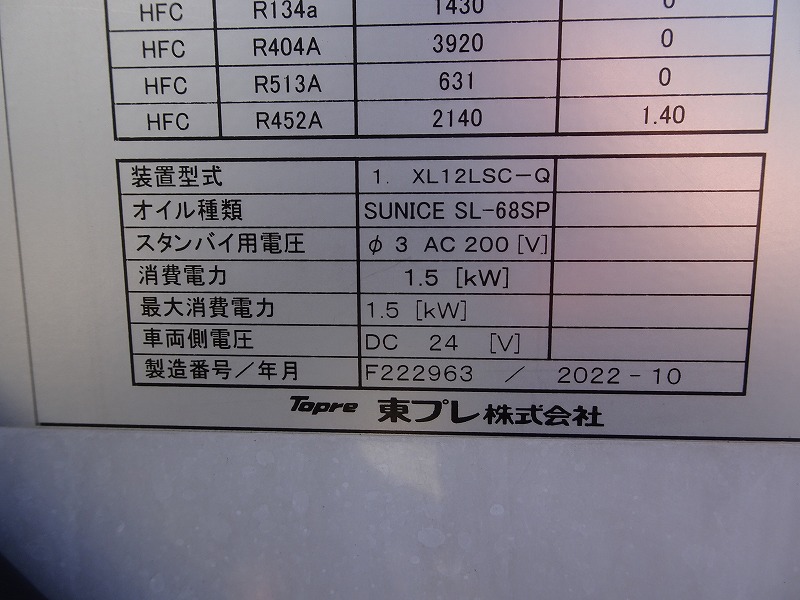 HFC R134a 1430 0
HFC R404A 3920 0
HFC R513A 631 0
HFC R452A 2140 1.40
装置型式 1. XL12LSC-Q
オイル種類 SUNICE SL-68SP
スタンバイ用電圧 φ 3 AC 200 [V]
消費電力 1.5 [kW]
最大消費電力 1.5 [kW]
車両側電圧 DC 24 [V]
製造番号/年月 F222963 / 2022-10
Topre 東プレ株式会社